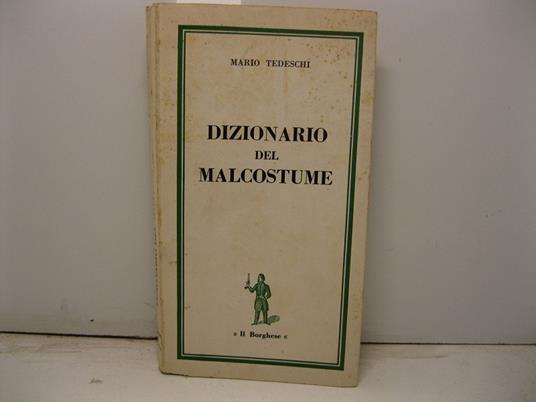 MARIO TEDESCHI
DIZIONARIO
DEL
MALCOSTUME
» Il Borghese «